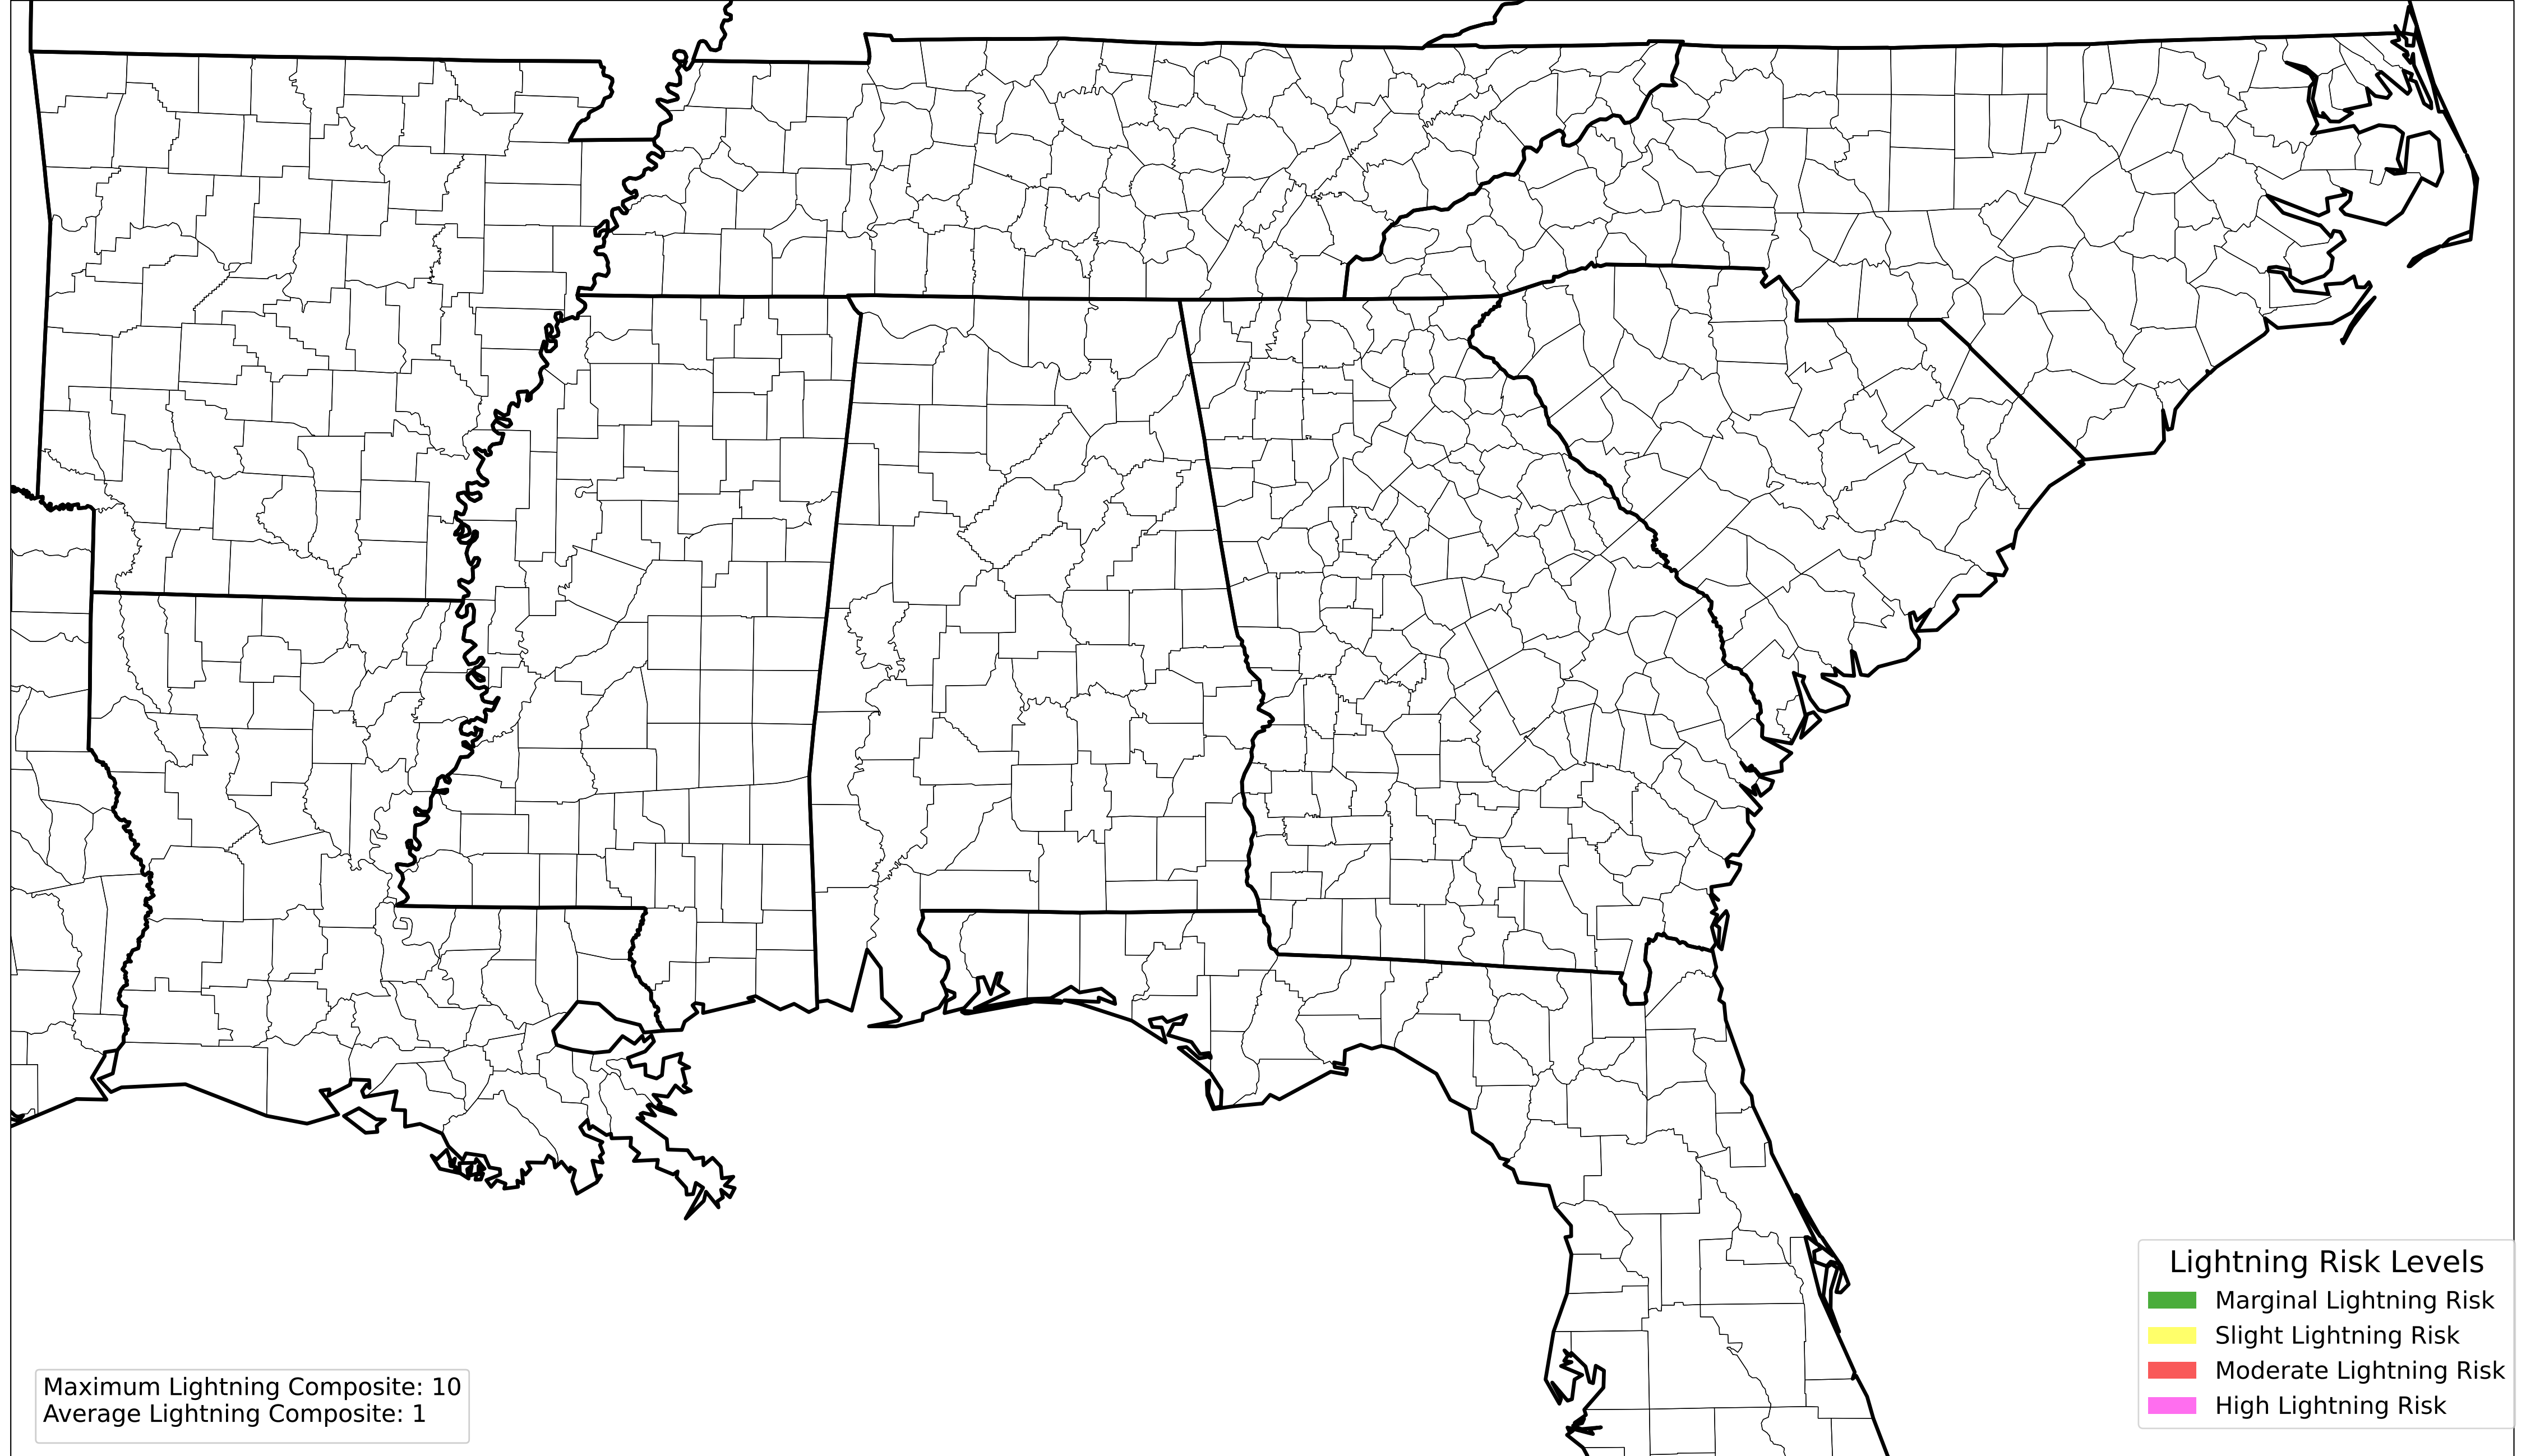 Lightning Risk Levels
Marginal Lightning Risk
Slight Lightning Risk
Moderate Lightning Risk
High Lightning Risk
Maximum Lightning Composite: 10
Average Lightning Composite: 1